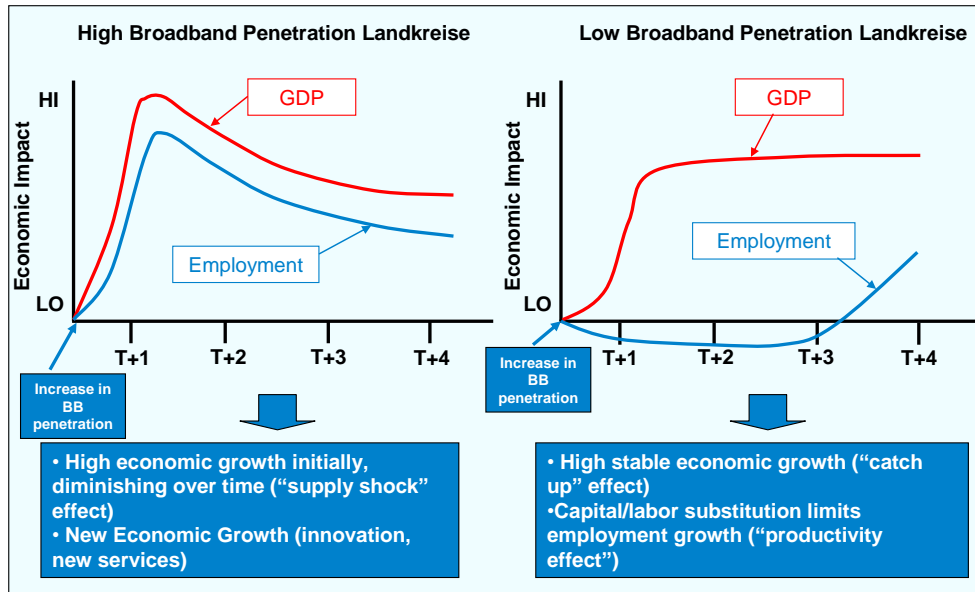 High Broadband Penetration Landkreise
HI
Economic Impact
LO
GDP
Employment
T+1
T+2
T+3
T+4
Increase in
BB
penetration
• High economic growth initially,
diminishing over time (“supply shock”
effect)
• New Economic Growth (innovation,
new services)
Low Broadband Penetration Landkreise
HI
Economic Impact
LO
GDP
Employment
T+1
T+2
T+3
T+4
Increase in
BB
penetration
• High stable economic growth (“catch
up” effect)
•Capital/labor substitution limits
employment growth (“productivity
effect”)